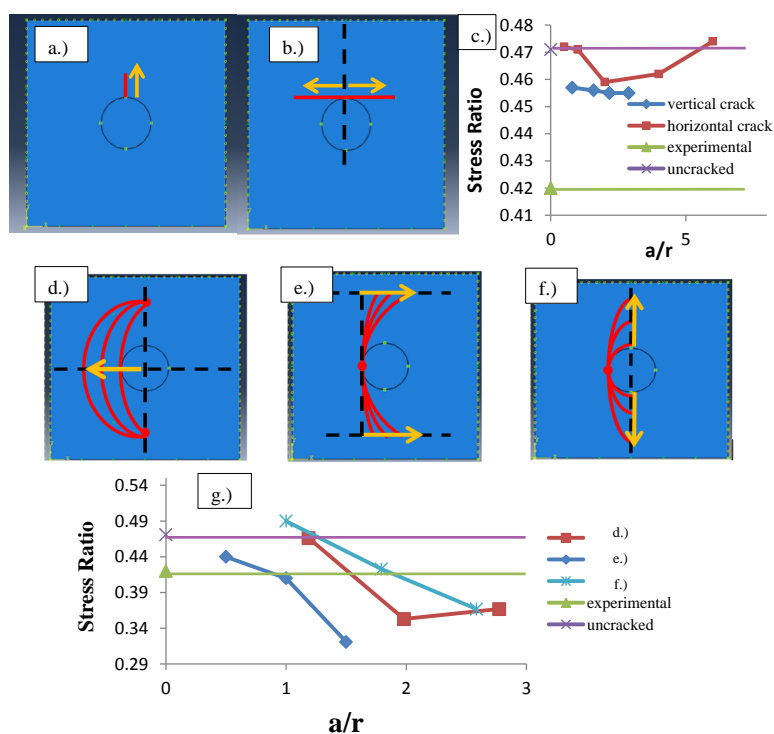 a.)
b.)
c.)
0.48
0.47
0.46
0.45
0.44
0.43
0.42
0.41
Stress Ratio
0
5
a/r
vertical crack
horizontal crack
experimental
uncracked
d.)
e.)
f.)
g.)
0.54
0.49
0.44
0.39
0.34
0.29
Stress Ratio
0
1
2
3
a/r
d.)
e.)
f.)
experimental
uncracked